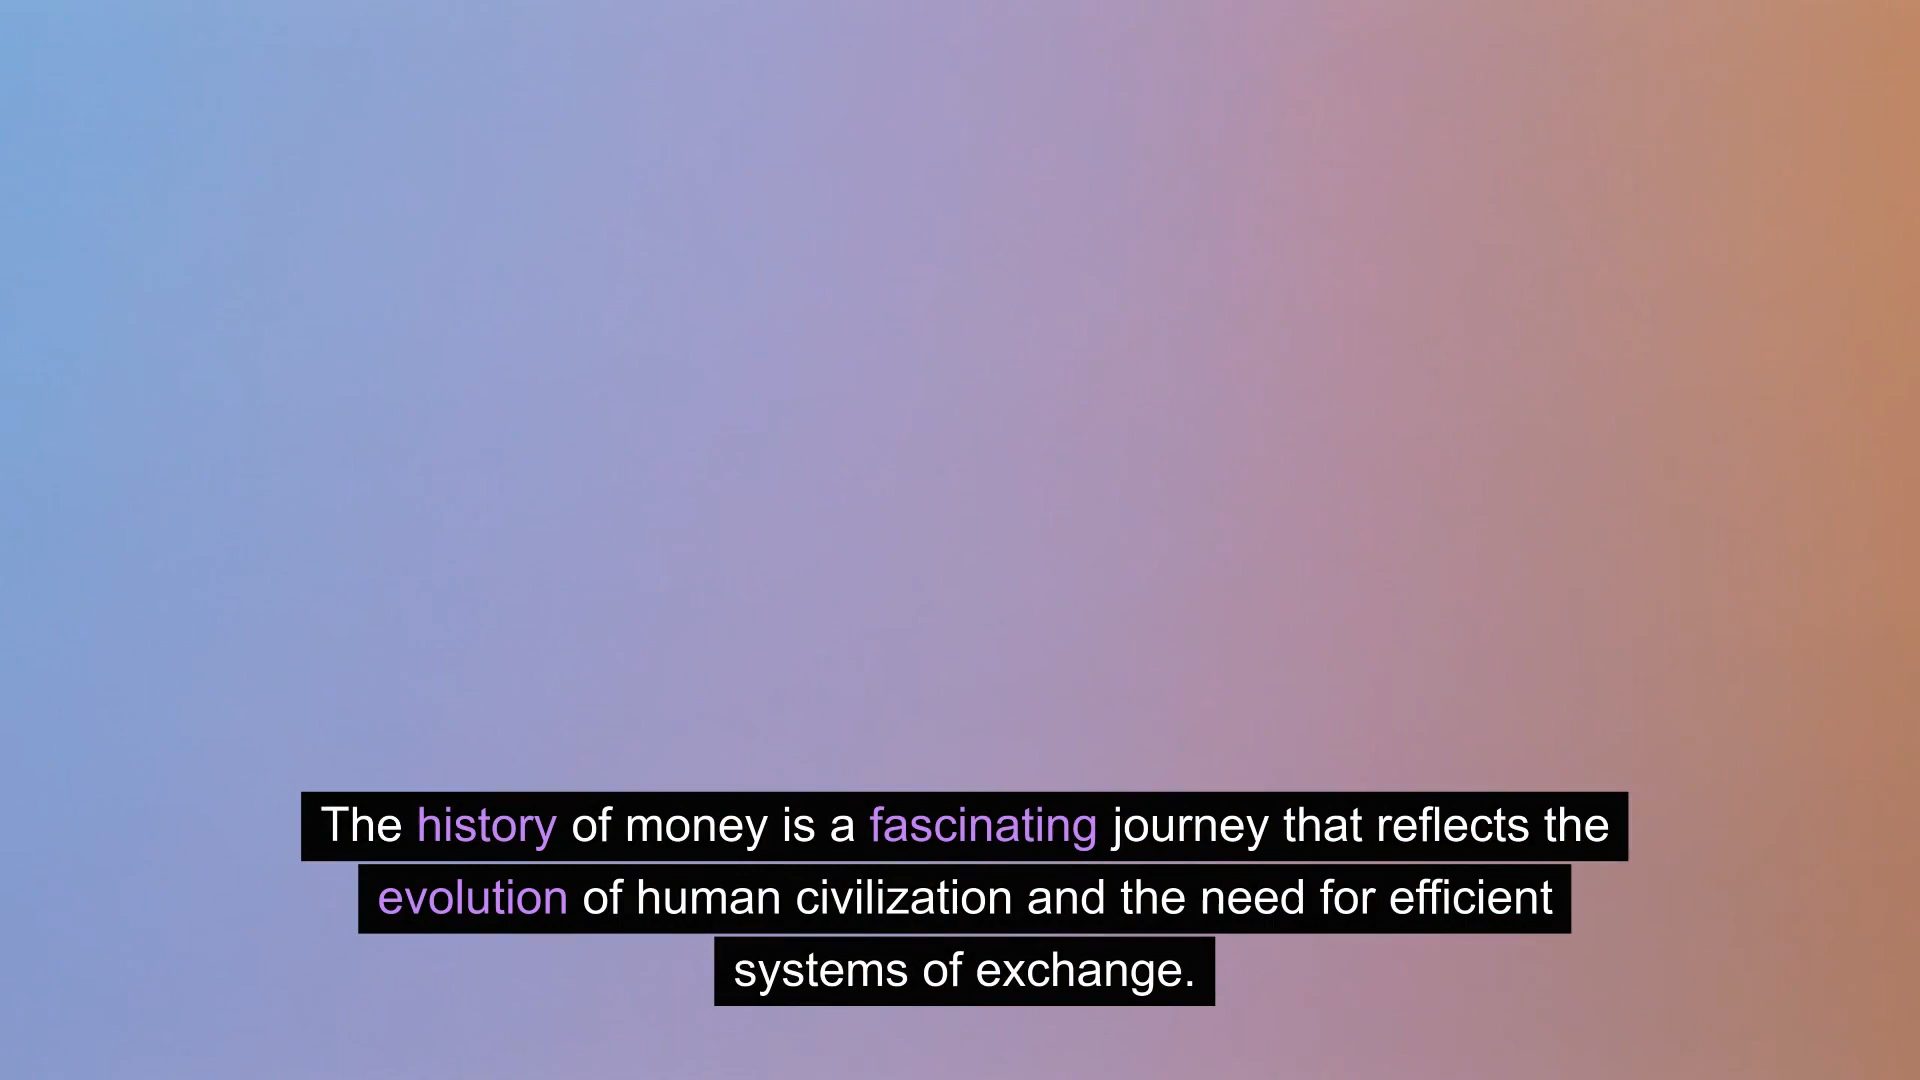 The history of money is a fascinating journey that reflects the
evolution of human civilization and the need for efficient
systems of exchange.